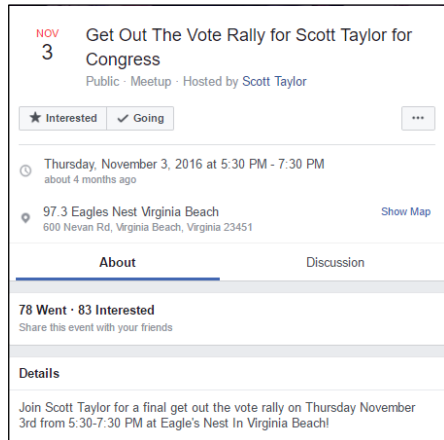 NOV
3
Get Out The Vote Rally for Scott Taylor for
Congress
Public · Meetup · Hosted by Scott Taylor
★ Interested
✓ Going
•••
Thursday, November 3, 2016 at 5:30 PM - 7:30 PM
about 4 months ago
97.3 Eagles Nest Virginia Beach
Show Map
600 Nevan Rd, Virginia Beach, Virginia 23451
About
Discussion
78 Went · 83 Interested
Share this event with your friends
Details
Join Scott Taylor for a final get out the vote rally on Thursday November
3rd from 5:30-7:30 PM at Eagle's Nest In Virginia Beach!